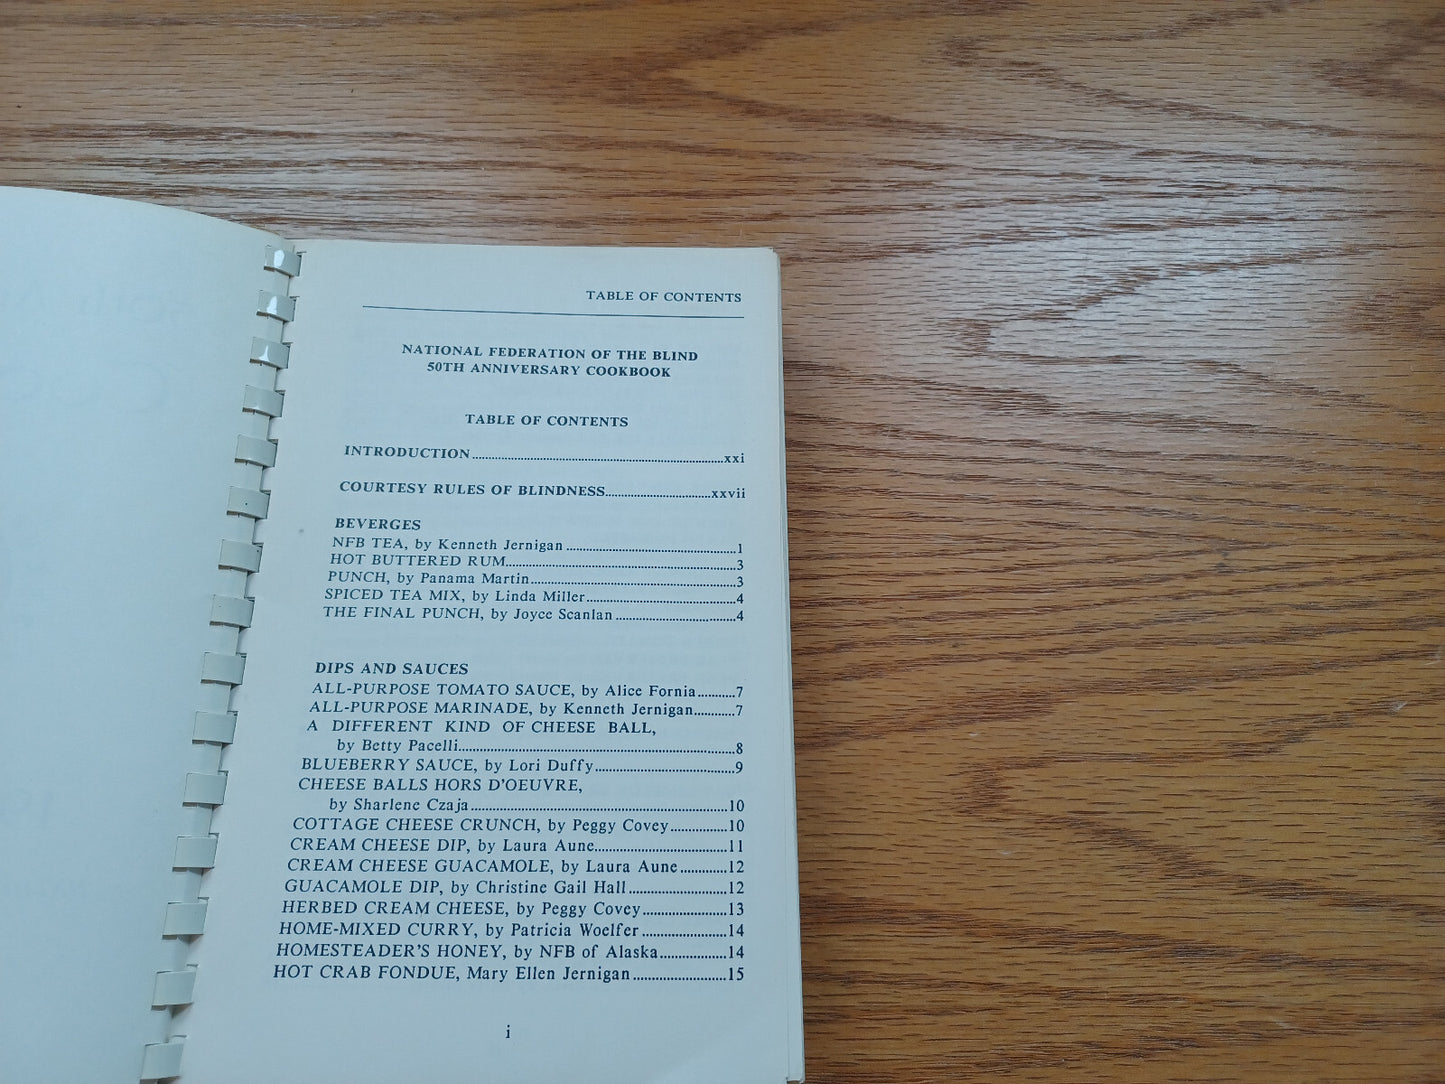 TABLE OF CONTENTS
NATIONAL FEDERATION OF THE BLIND
50TH ANNIVERSARY COOKBOOK
TABLE OF CONTENTS
INTRODUCTION....................xxi
COURTESY RULES OF BLINDNESS....................xxvii
BEVERGES
NFB TEA, by Kenneth Jernigan....................1
HOT BUTTERED RUM....................3
PUNCH, by Panama Martin....................3
SPICED TEA MIX, by Linda Miller....................4
THE FINAL PUNCH, by Joyce Scanlan....................4
DIPS AND SAUCES
ALL-PURPOSE TOMATO SAUCE, by Alice Fornia..........7
ALL-PURPOSE MARINADE, by Kenneth Jernigan..........7
A DIFFERENT KIND OF CHEESE BALL,
by Betty Pacelli....................8
BLUEBERRY SAUCE, by Lori Duffy....................9
CHEESE BALLS HORS D'OEUVRE,
by Sharlene Czaja....................10
COTTAGE CHEESE CRUNCH, by Peggy Covey..........10
CREAM CHEESE DIP, by Laura Aune....................11
CREAM CHEESE GUACAMOLE, by Laura Aune..........12
GUACAMOLE DIP, by Christine Gail Hall....................12
HERBED CREAM CHEESE, by Peggy Covey....................13
HOME-MIXED CURRY, by Patricia Woelfer....................14
HOMESTEADER'S HONEY, by NFB of Alaska..........14
HOT CRAB FONDUE, Mary Ellen Jernigan....................15
i